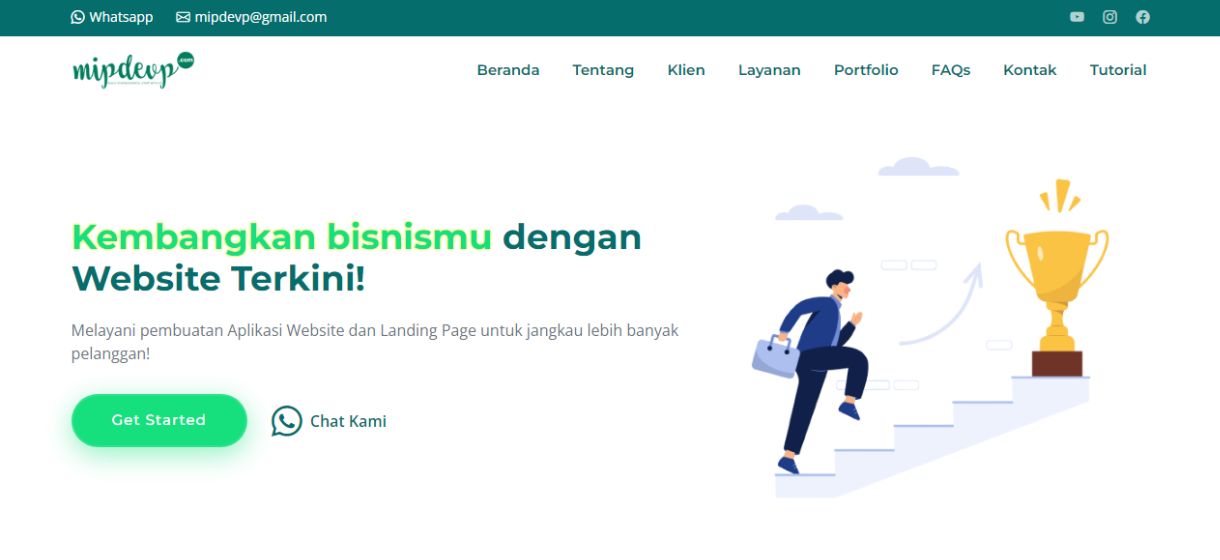 Whatsapp mipdevp@gmail.com
mipdevp .com
Beranda Tentang Klien Layanan Portfolio FAQs Kontak Tutorial
Kembangkan bisnismu dengan
Website Terkini!
Melayani pembuatan Aplikasi Website dan Landing Page untuk jangkau lebih banyak
pelanggan!
Get Started Chat Kami